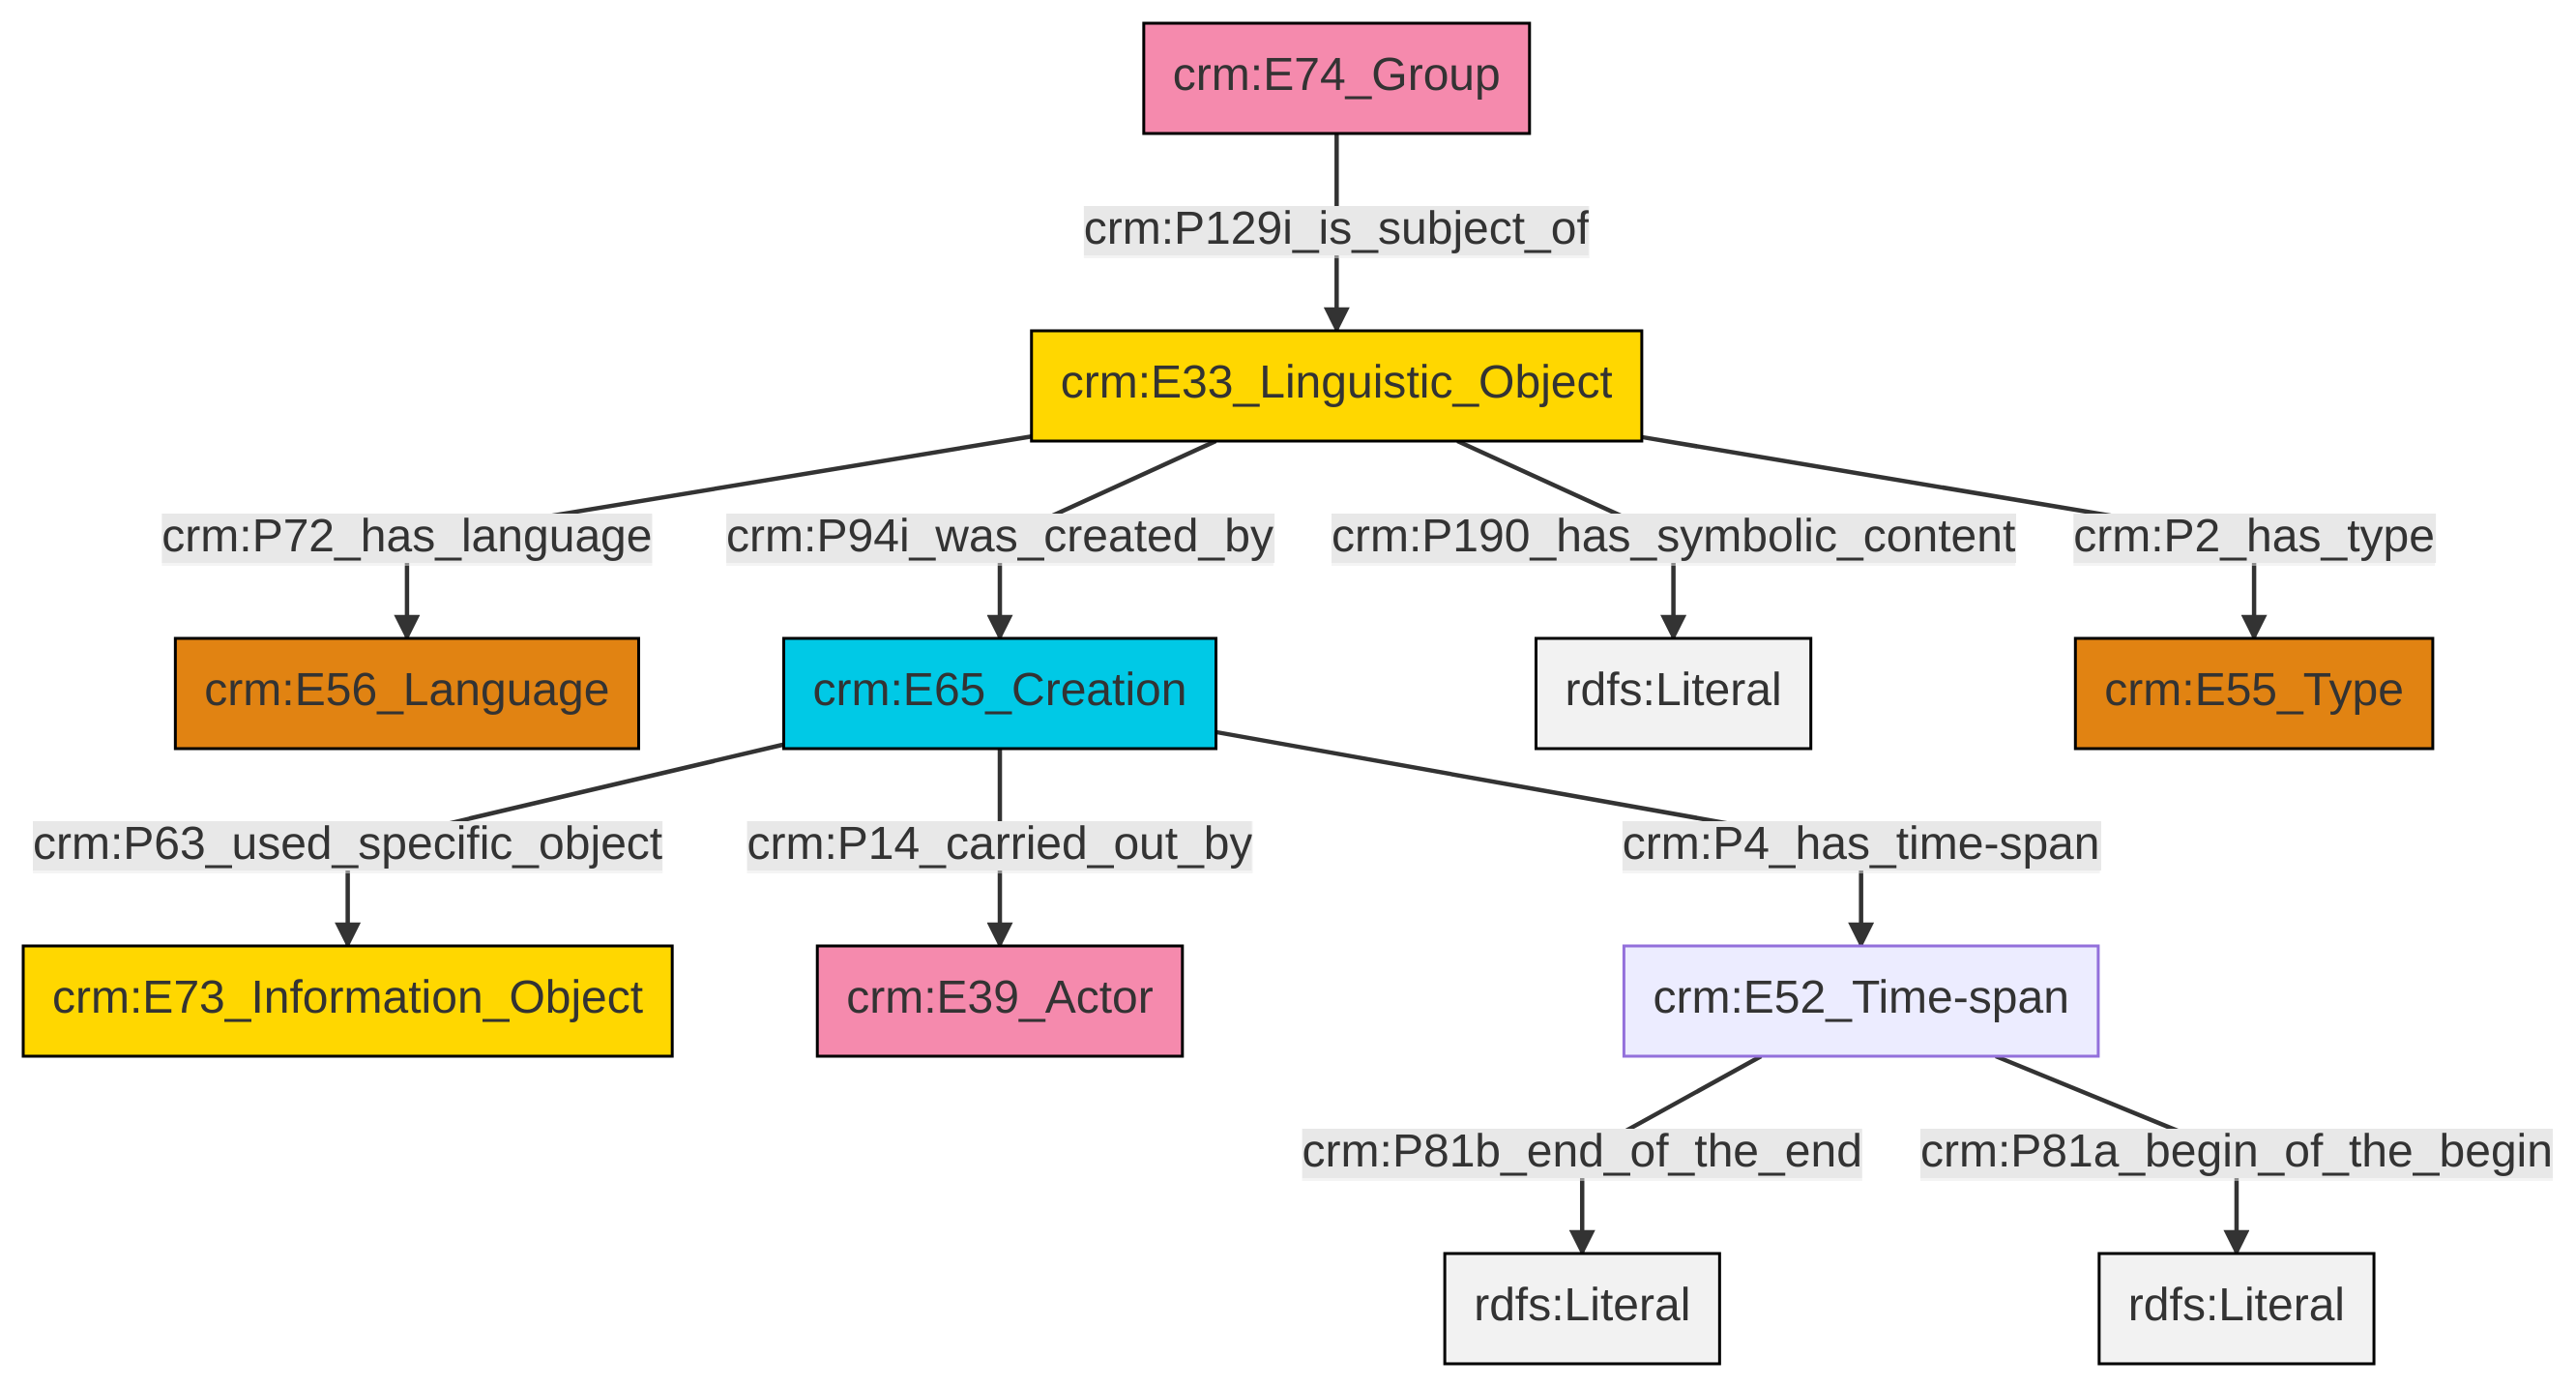 crm:E74_Group
crm:P129i_is_subject_of
crm:E33_Linguistic_Object
crm:P72_has_language
crm:P94i_was_created_by
crm:P190_has_symbolic_content
crm:P2_has_type
crm:E56_Language
crm:E65_Creation
rdfs:Literal
crm:E55_Type
crm:P63_used_specific_object
crm:P14_carried_out_by
crm:P4_has_time-span
crm:E73_Information_Object
crm:E39_Actor
crm:E52_Time-span
crm:P81b_end_of_the_end
crm:P81a_begin_of_the_begin
rdfs:Literal
rdfs:Literal